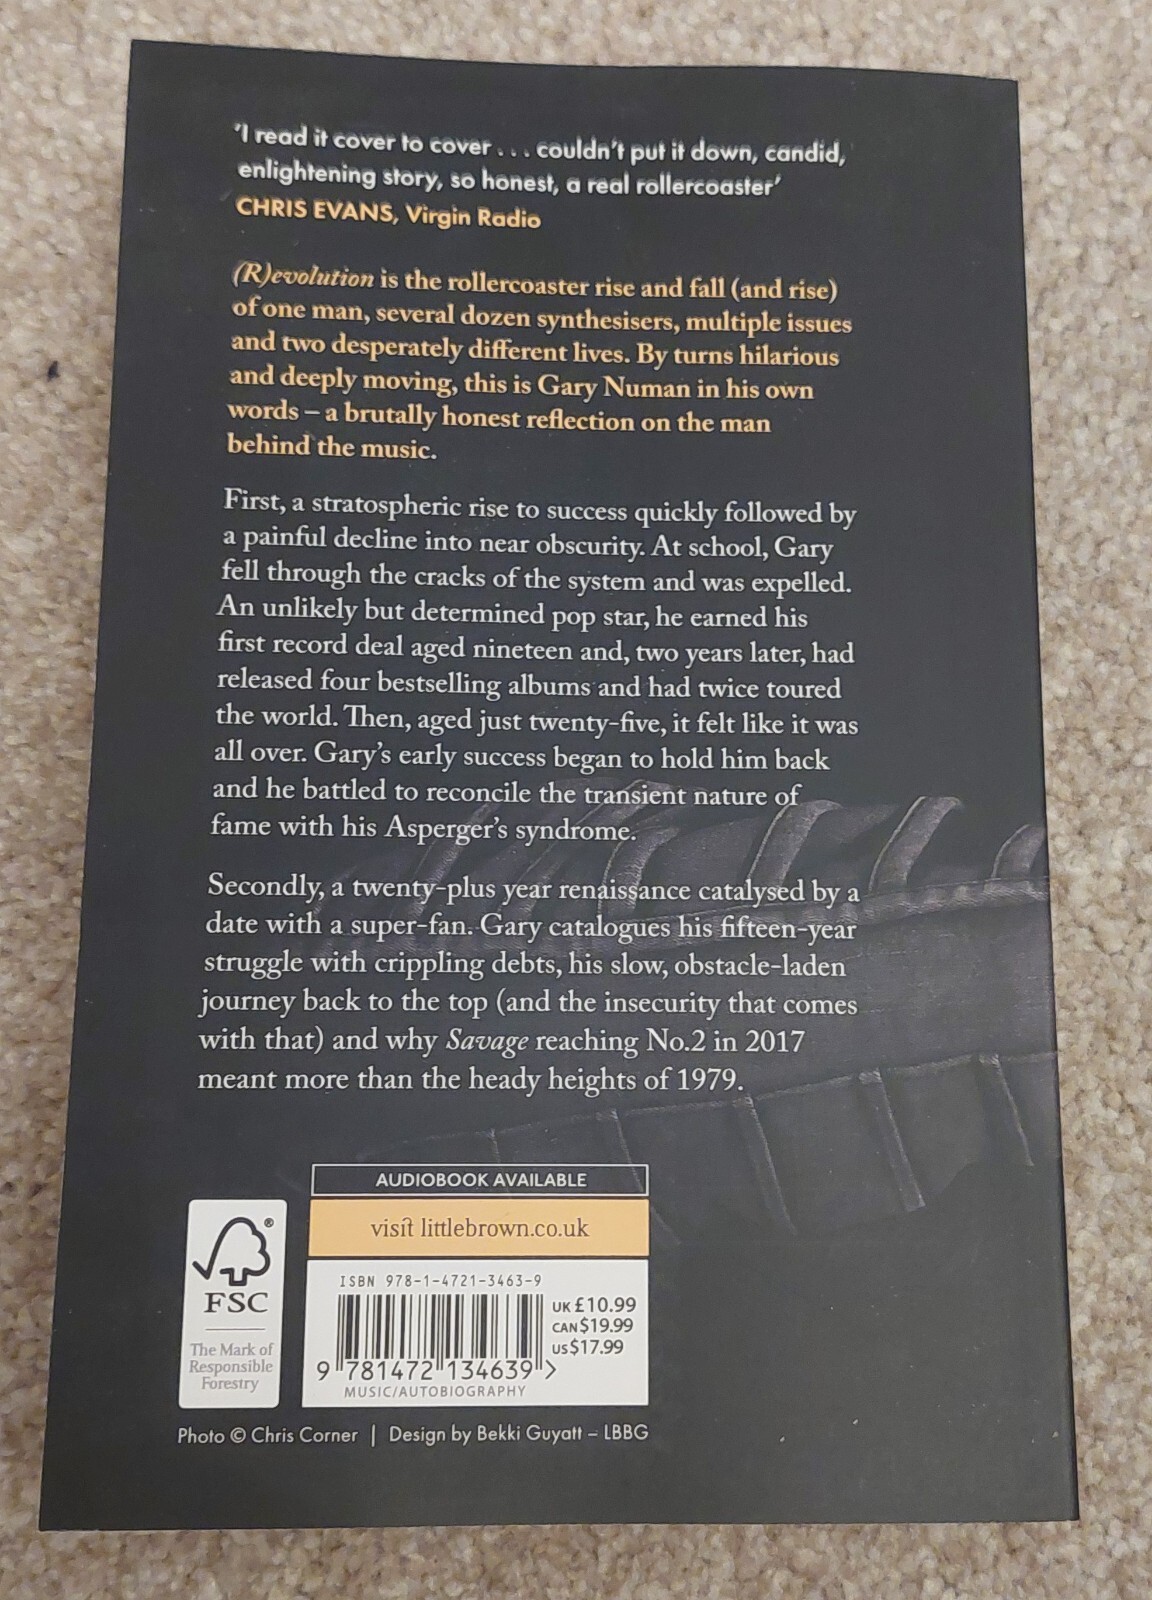 'I read it cover to cover . . . couldn't put it down, candid,
enlightening story, so honest, a real rollercoaster'
CHRIS EVANS, Virgin Radio
(R)evolution is the rollercoaster rise and fall (and rise)
of one man, several dozen synthesisers, multiple issues
and two desperately different lives. By turns hilarious
and deeply moving, this is Gary Numan in his own
words – a brutally honest reflection on the man
behind the music.
First, a stratospheric rise to success quickly followed by
a painful decline into near obscurity. At school, Gary
fell through the cracks of the system and was expelled.
An unlikely but determined pop star, he earned his
first record deal aged nineteen and, two years later, had
released four bestselling albums and had twice toured
the world. Then, aged just twenty-five, it felt like it was
all over. Gary's early success began to hold him back
and he battled to reconcile the transient nature of
fame with his Asperger's syndrome.
Secondly, a twenty-plus year renaissance catalysed by a
date with a super-fan. Gary catalogues his fifteen-year
struggle with crippling debts, his slow, obstacle-laden
journey back to the top (and the insecurity that comes
with that) and why Savage reaching No.2 in 2017
meant more than the heady heights of 1979.
AUDIOBOOK AVAILABLE
visit littlebrown.co.uk
®
FSC
The Mark of
Responsible
Forestry
ISBN 978-1-4721-3463-9
UK £10.99
CAN $19.99
US $17.99
9 781472 134639 >
MUSIC/AUTOBIOGRAPHY
Photo © Chris Corner | Design by Bekki Guyatt – LBBG